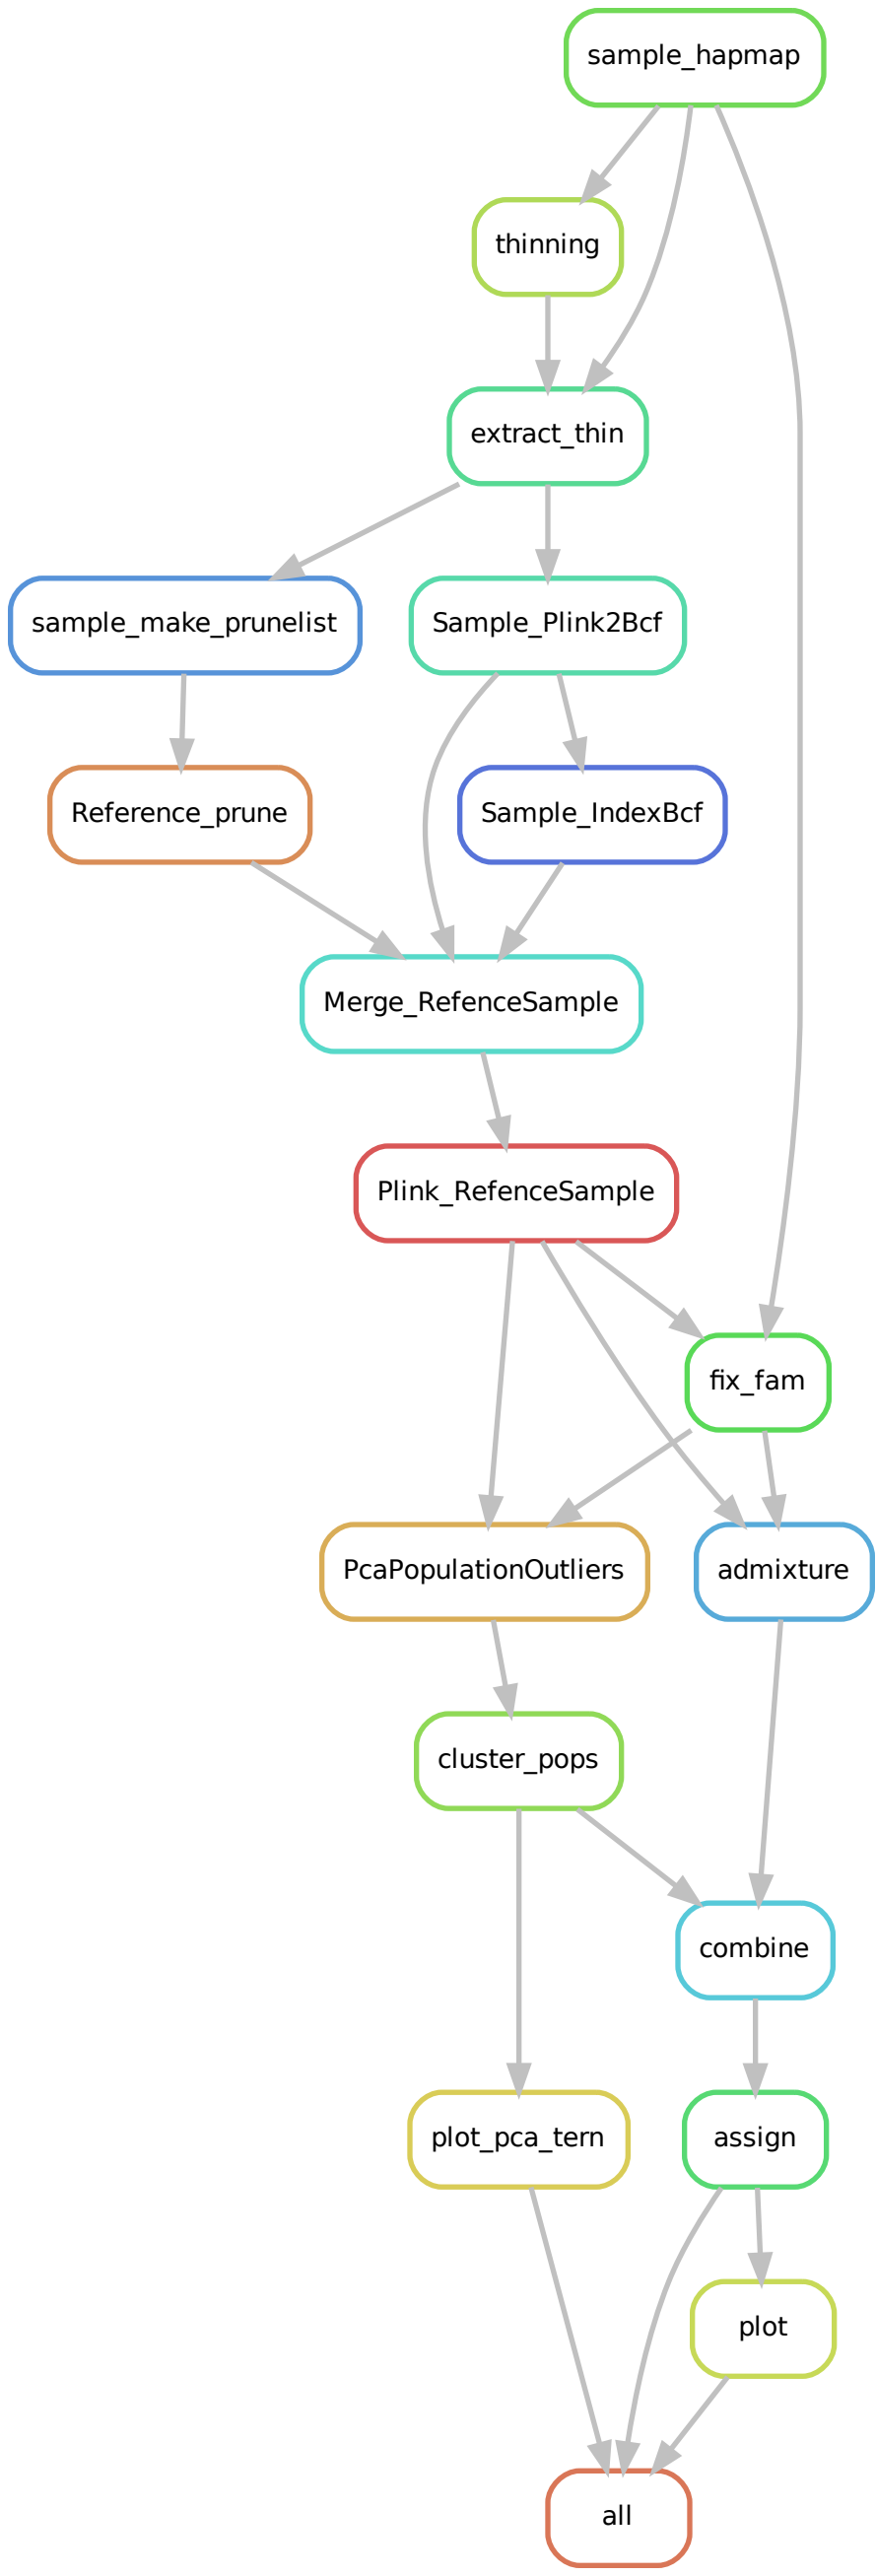 sample_hapmap
thinning
extract_thin
sample_make_prunelist
Sample_Plink2Bcf
Reference_prune
Sample_IndexBcf
Merge_RefenceSample
Plink_RefenceSample
fix_fam
PcaPopulationOutliers
admixture
cluster_pops
combine
plot_pca_tern
assign
plot
all